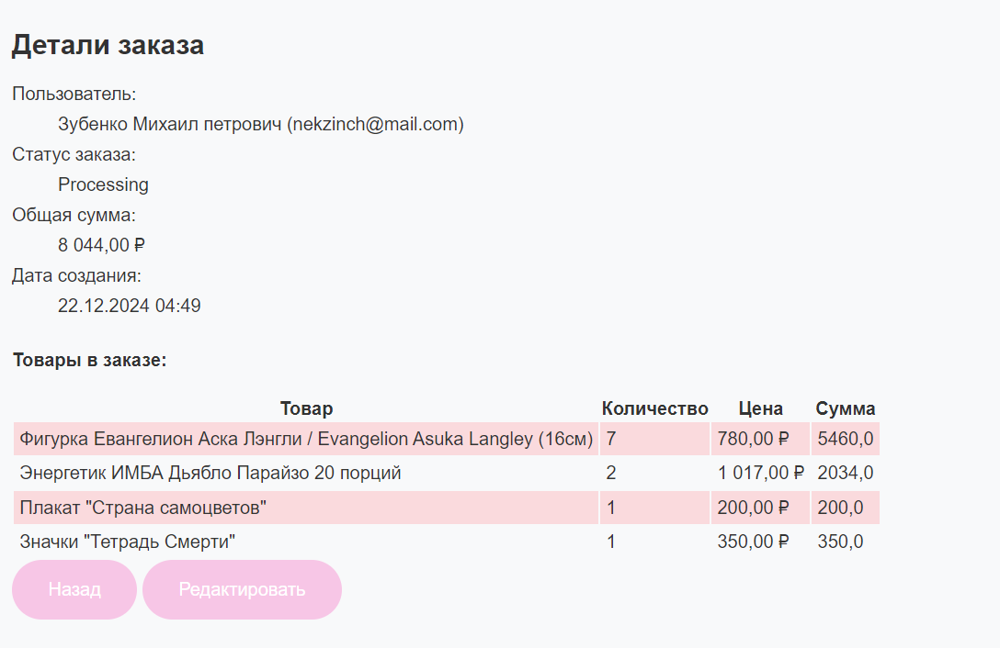 Детали заказа
Пользователь:
Зубенко Михаил петрович (nekzinch@mail.com)
Статус заказа:
Processing
Общая сумма:
8 044,00 ₽
Дата создания:
22.12.2024 04:49
Товары в заказе:
Товар Количество Цена Сумма
Фигурка Евангелион Аска Лэнгли / Evangelion Asuka Langley (16см) 7 780,00 ₽ 5460,0
Энергетик ИМБА Дьябло Парайзо 20 порций 2 1 017,00 ₽ 2034,0
Плакат "Страна самоцветов" 1 200,00 ₽ 200,0
Значки "Тетрадь Смерти" 1 350,00 ₽ 350,0
Назад Редактировать